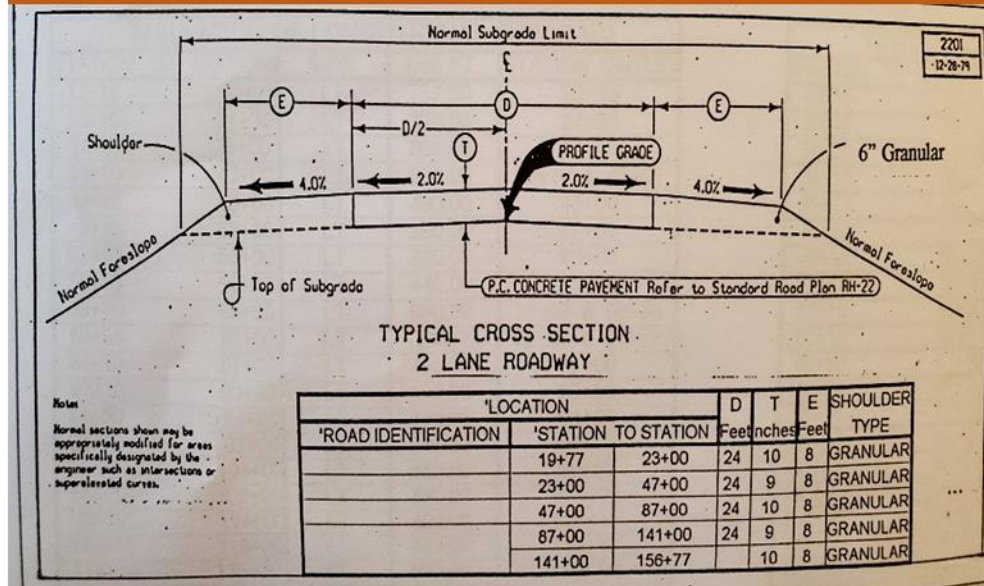 Normal Subgrade Limit
2201
12-28-79
℄
E
D
E
D/2
Shoulder
T
PROFILE GRADE
6” Granular
4.0%
2.0%
2.0%
4.0%
Normal Foreslope
Normal Foreslope
Top of Subgrade
P.C. CONCRETE PAVEMENT Refer to Standard Road Plan RH-22
TYPICAL CROSS SECTION
2 LANE ROADWAY
Notes
Normal sections shown may be
appropriately modified for areas
specifically designated by the
engineer such as intersections or
superelevated curves.
'LOCATION D T E SHOULDER
'ROAD IDENTIFICATION 'STATION TO STATION Feet nches Feet TYPE
19+77 23+00 24 10 8 GRANULAR
23+00 47+00 24 9 8 GRANULAR
47+00 87+00 24 10 8 GRANULAR
87+00 141+00 24 9 8 GRANULAR
141+00 156+77 10 8 GRANULAR